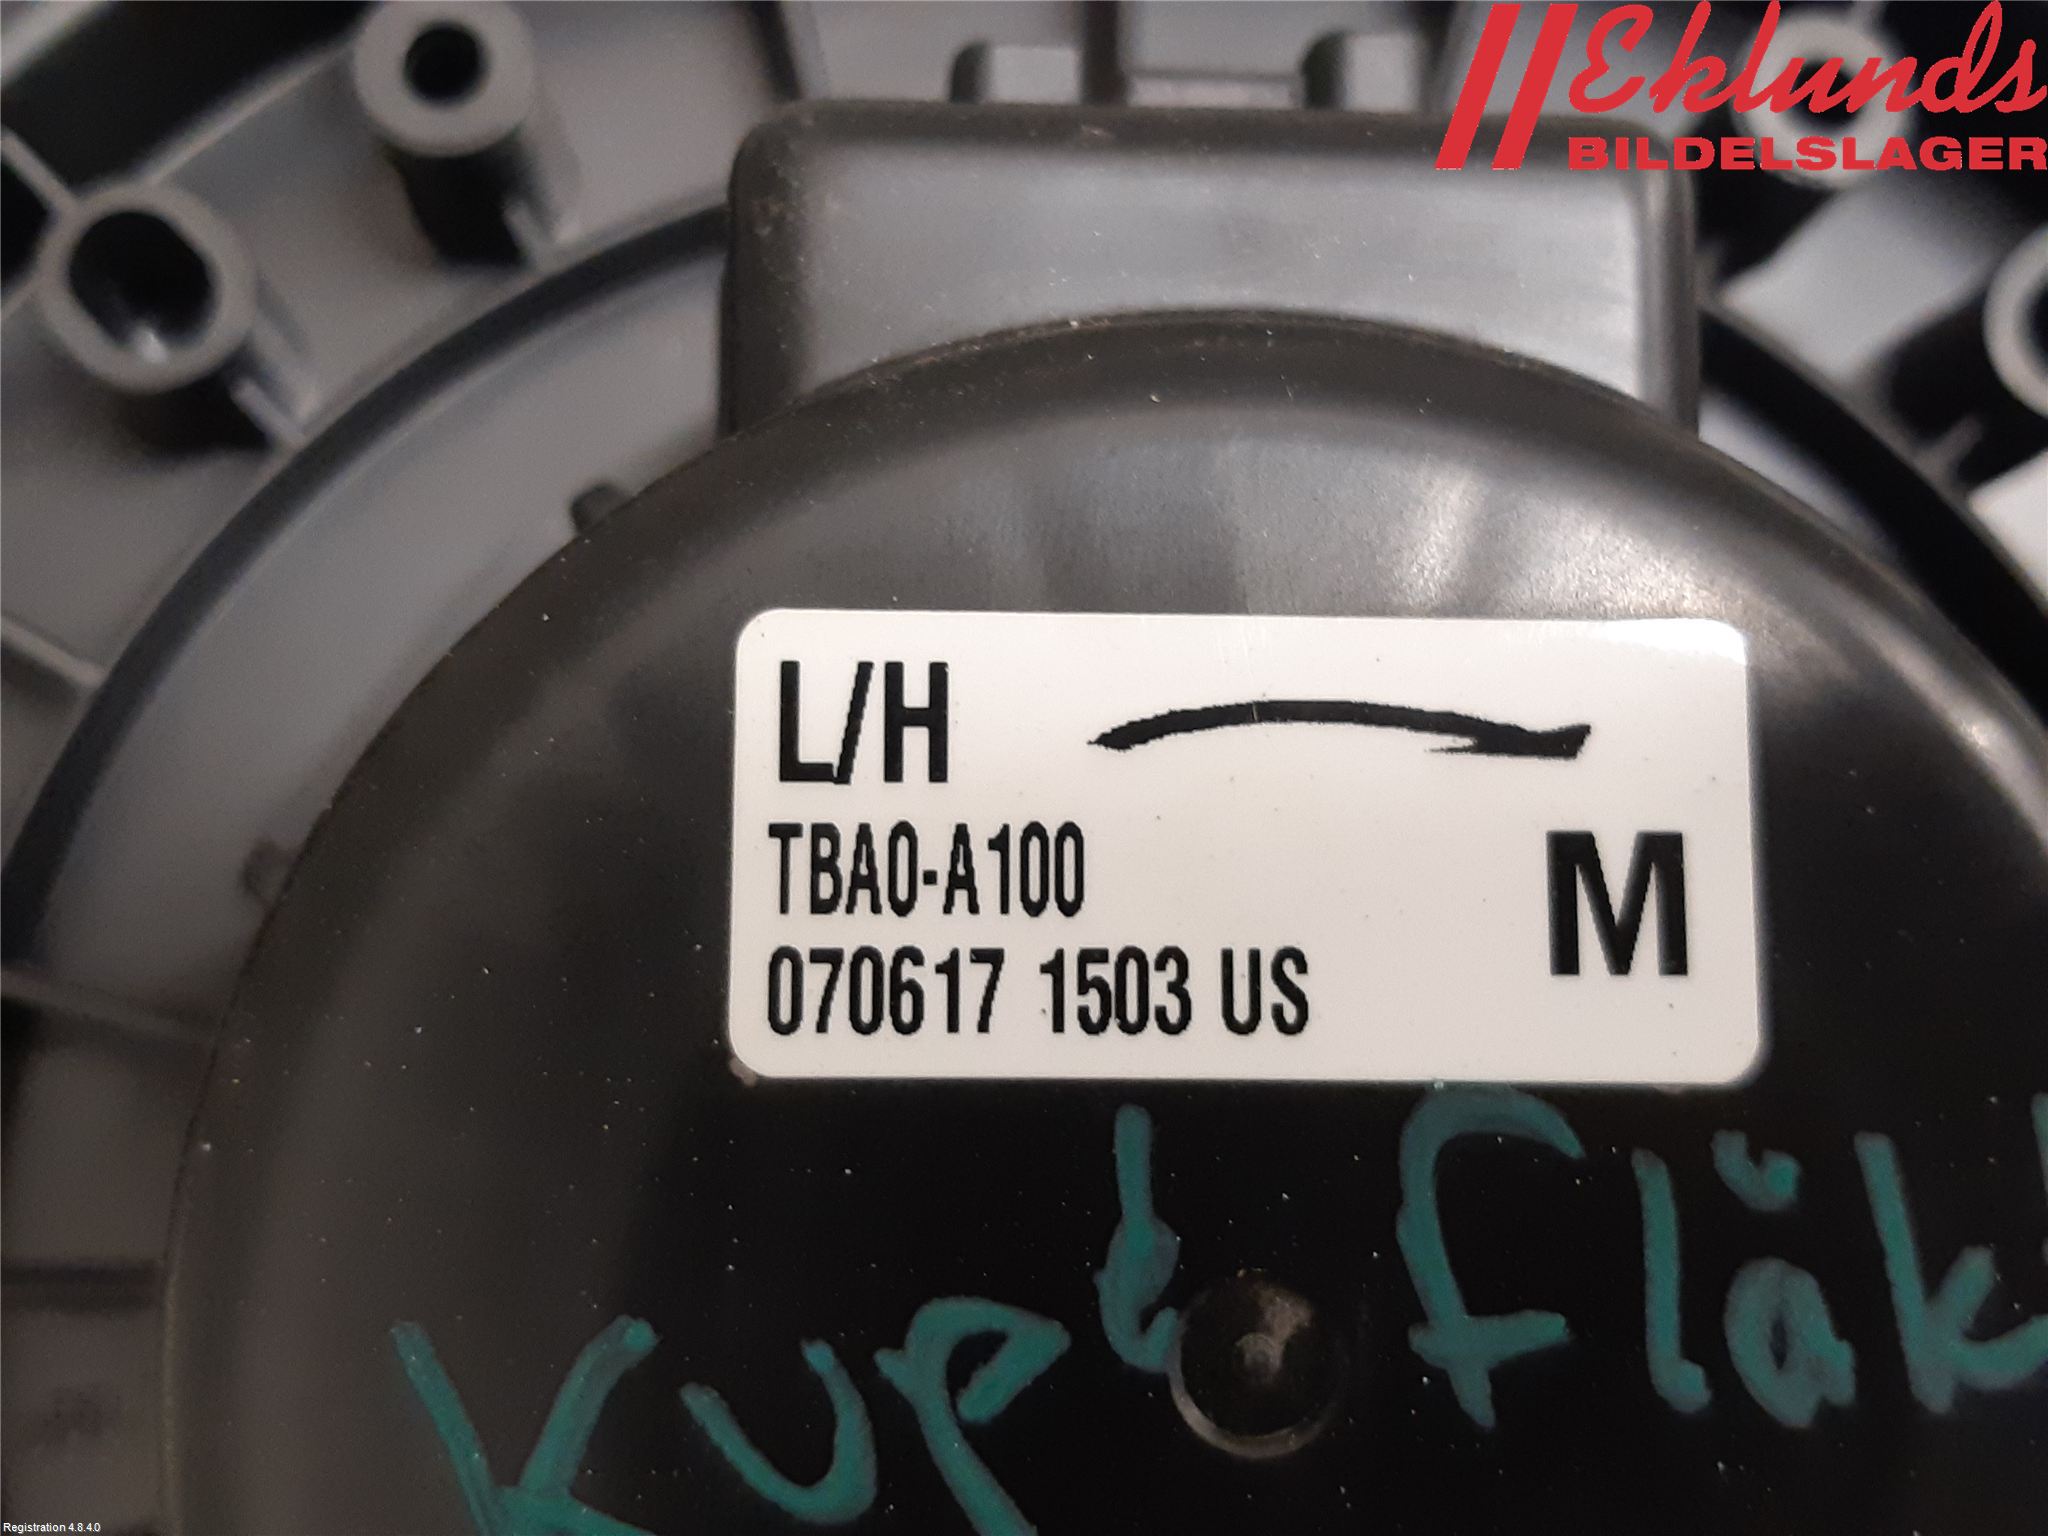 Eklunds
BILDELSLAGER
L/H
TBA0-A100
M
070617 1503 US
Kupé fläk
Registration 4.8.4.0